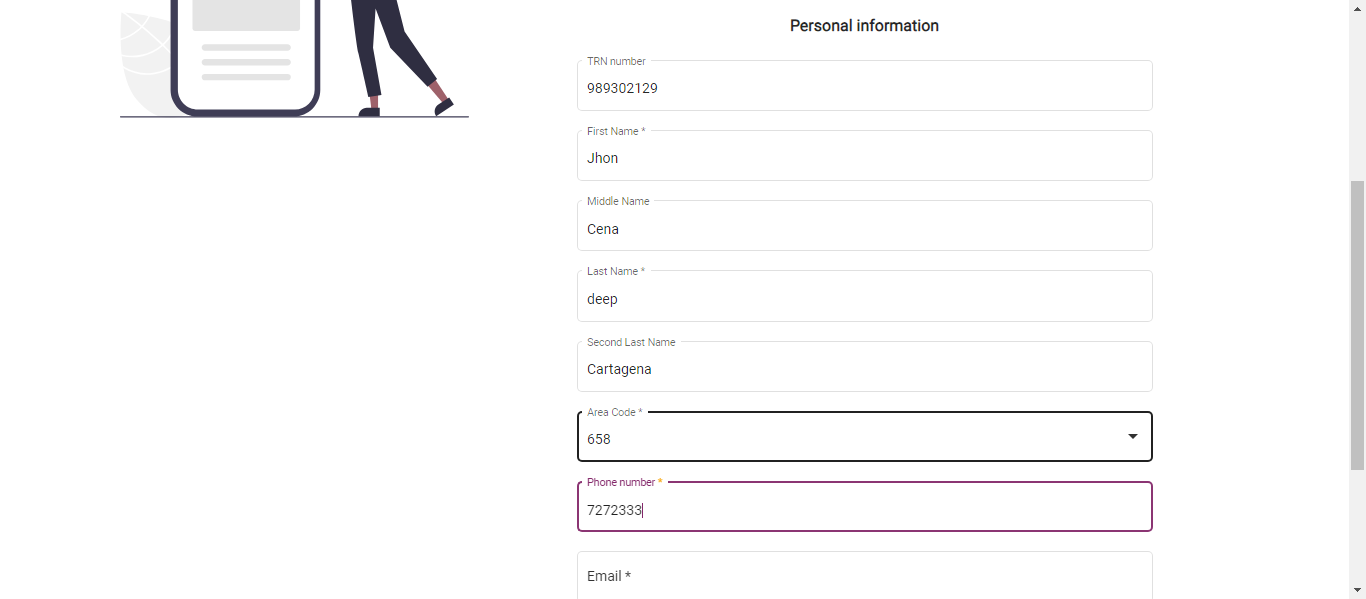 Personal information
TRN number
989302129
First Name *
Jhon
Middle Name
Cena
Last Name *
deep
Second Last Name
Cartagena
Area Code *
658
Phone number *
7272333
Email *